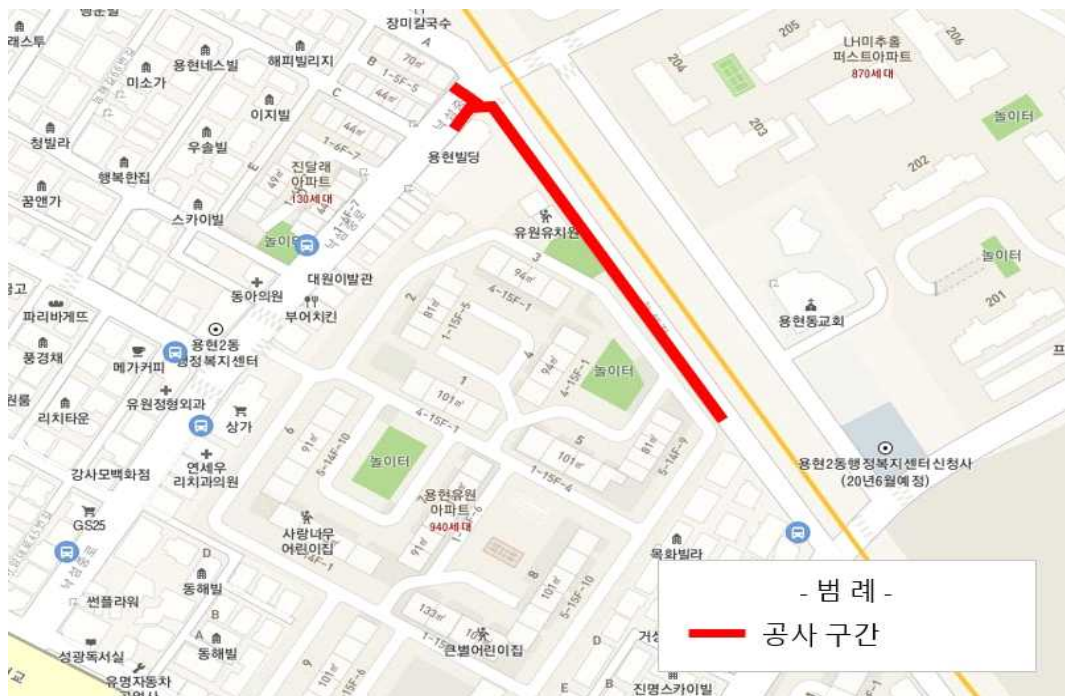 장미칼국수
래스투
용현네스빌
해피빌리지
A
70㎡
B
1-5F-5
44㎡
C
미소가
이지빌
44㎡
1-6F-7
낙섬중로
용현빌딩
청빌라
우솔빌
E
행복한집
진달래
아파트
130세대
49㎡
1-6F-7
꿈앤가
스카이빌
낙섬중로
대원이발관
동아의원
부어치킨
파리바게뜨
용현2동
행정복지센터
풍경채
메가커피
유원정형외과
원룸
리치타운
상가
강사모백화점
연세우
리치과의원
GS25
205
206
204
LH미추홀
퍼스트아파트
870세대
203
202
201
놀이터
놀이터
용현동교회
용현2동행정복지센터신청사
(20년6월예정)
유원유치원
3
94㎡
4-15F-1
2
81㎡
1-15F-5
4
94㎡
4-15F-1
놀이터
1
101㎡
4-15F-1
5
101㎡
1-15F-4
81㎡
5-14F-9
6
91㎡
5-14F-10
놀이터
용현유원
아파트
940세대
91㎡
사랑나무
어린이집
8
101㎡
5-15F-10
133㎡
큰별어린이집
목화빌라
D
동해빌
썬플라워
B
A
동해빌
성광독서실
유명자동차
9
D
E
B
진명스카이빌
- 범 례 -
공사 구간